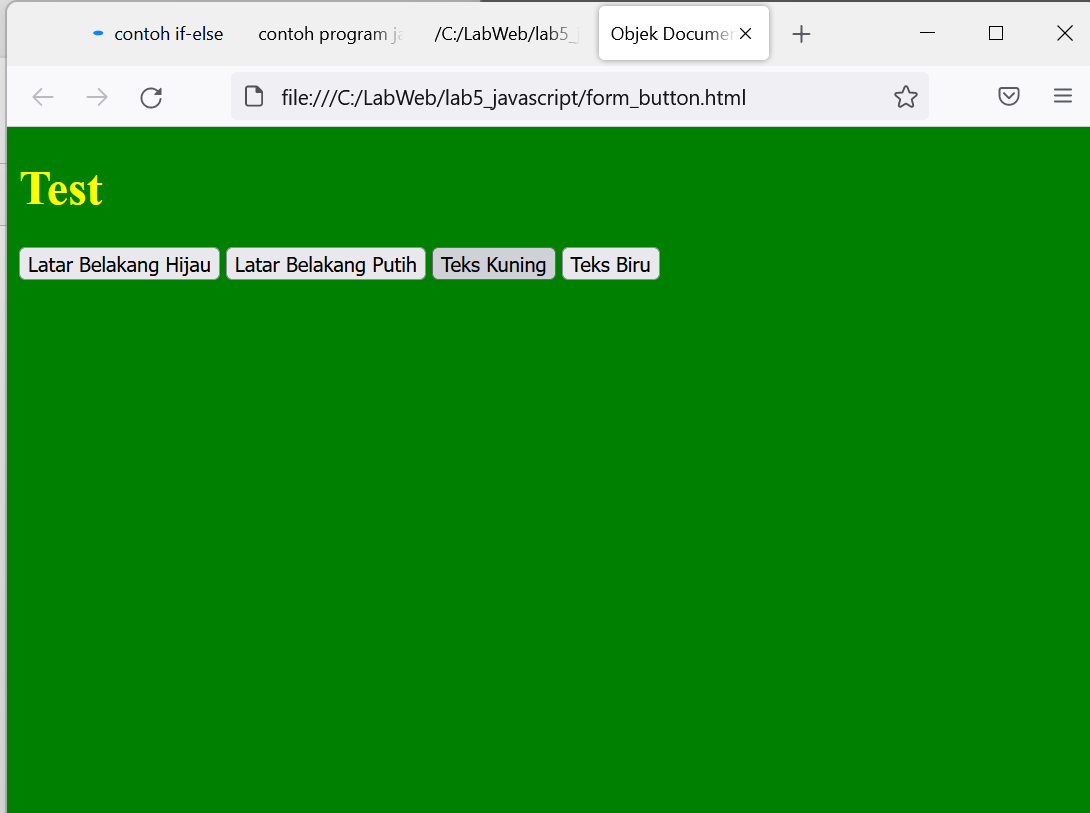 contoh if-else
contoh program ja
/C:/LabWeb/lab5_j
Objek Documen
file:///C:/LabWeb/lab5_javascript/form_button.html
Test
Latar Belakang Hijau Latar Belakang Putih Teks Kuning Teks Biru